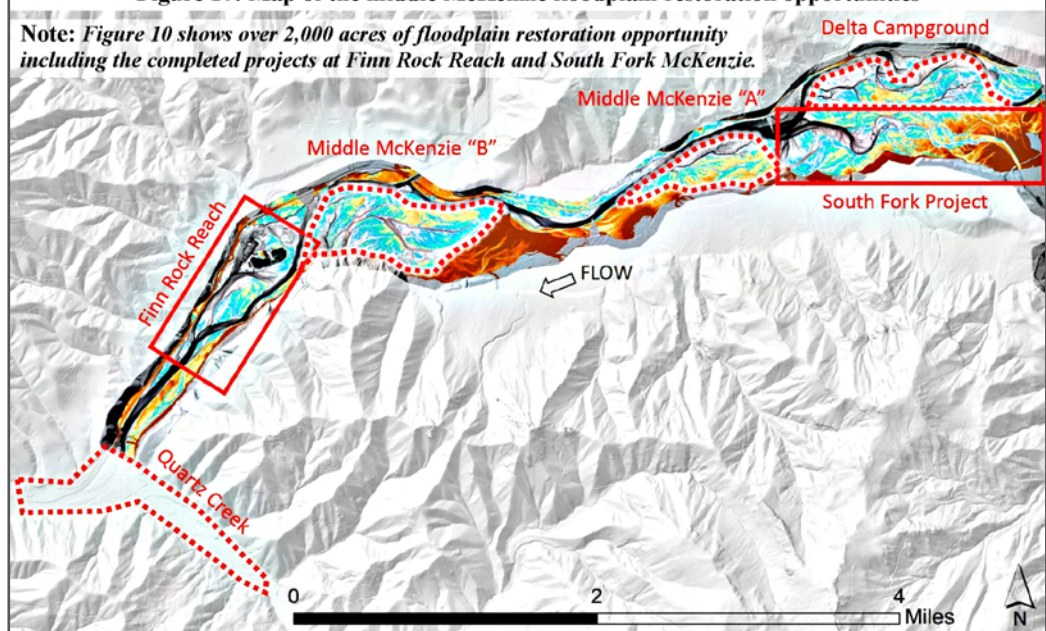 Note: Figure 10 shows over 2,000 acres of floodplain restoration opportunity
including the completed projects at Finn Rock Reach and South Fork McKenzie.
Delta Campground
Middle McKenzie “A”
Middle McKenzie “B”
South Fork Project
Finn Rock Reach
FLOW
Quartz Creek
0 2 4
Miles
N